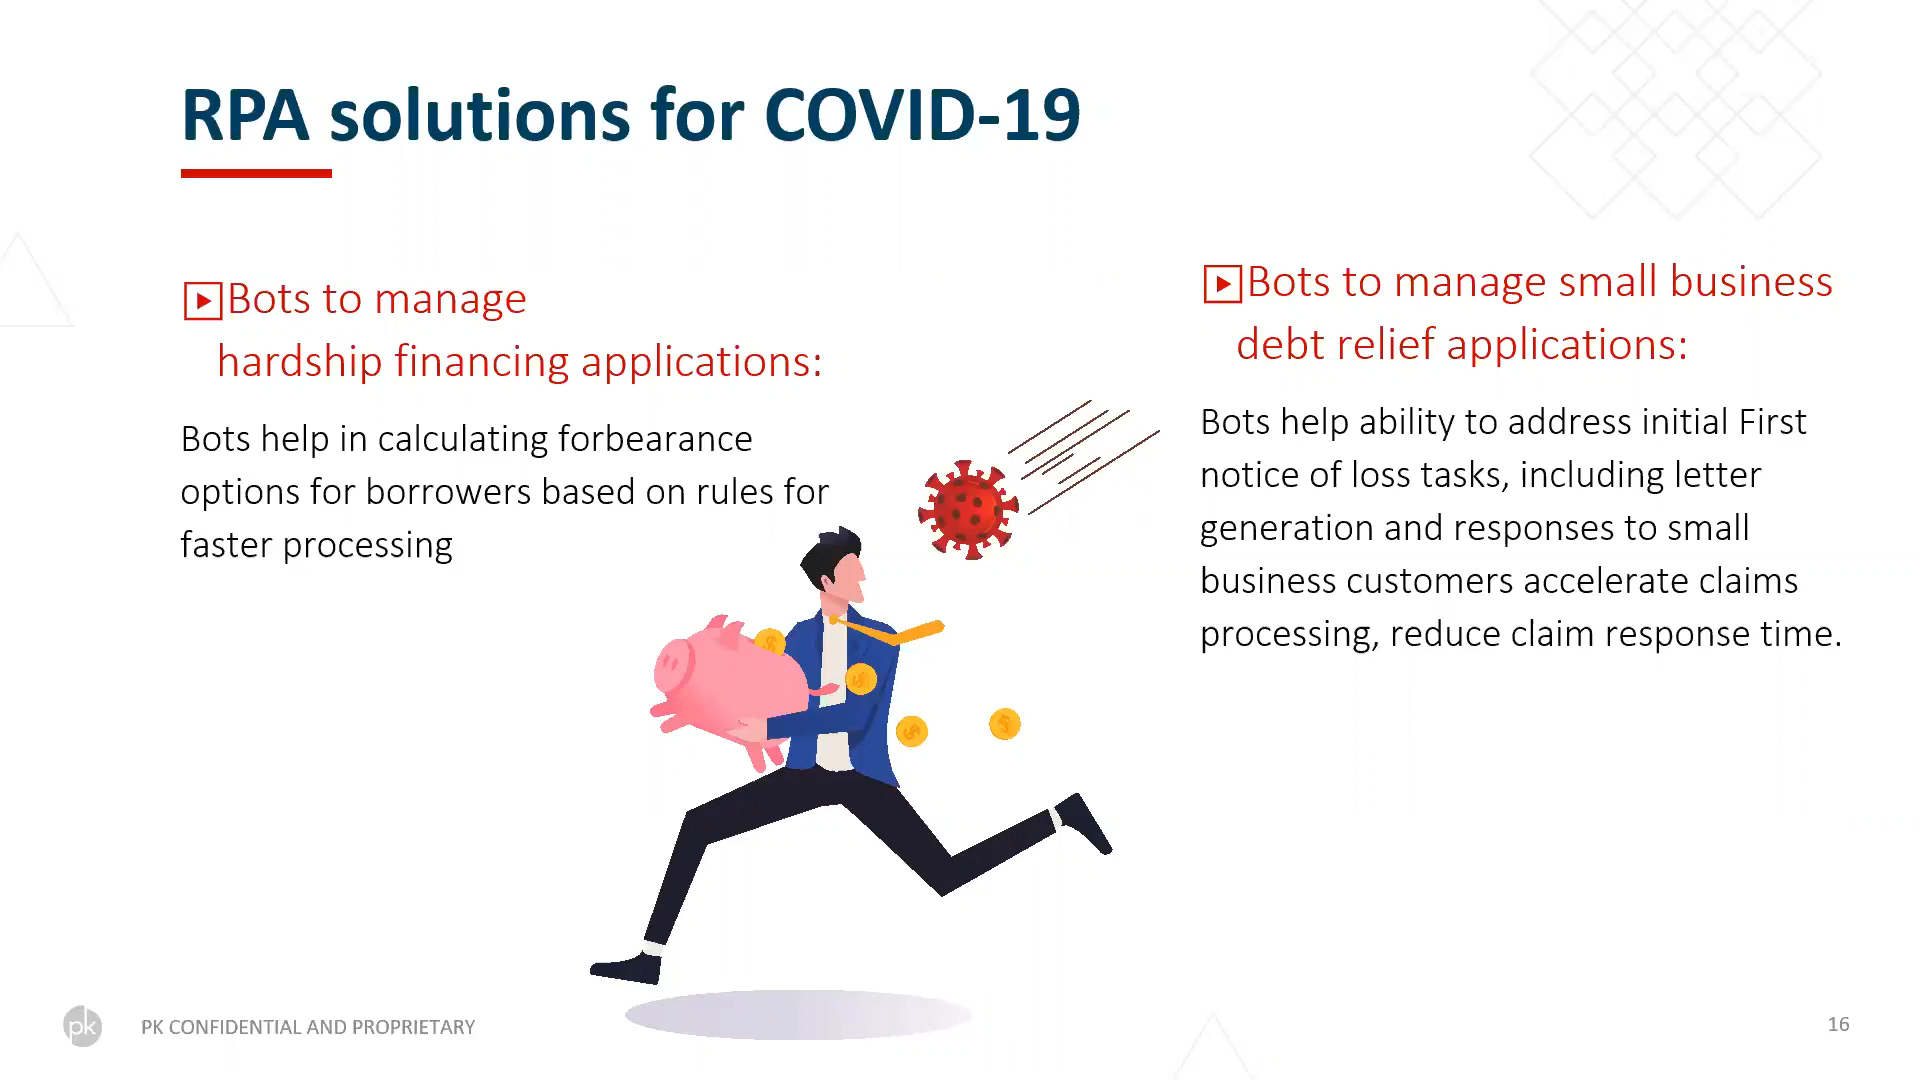 RPA solutions for COVID-19
Bots to manage
hardship financing applications:
Bots help in calculating forbearance
options for borrowers based on rules for
faster processing
Bots to manage small business
debt relief applications:
Bots help ability to address initial First
notice of loss tasks, including letter
generation and responses to small
business customers accelerate claims
processing, reduce claim response time.
$
$
$
$
pk
PK CONFIDENTIAL AND PROPRIETARY
16